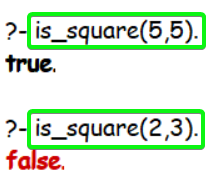 ?- is_square(5,5).
true.
?- is_square(2,3).
false.